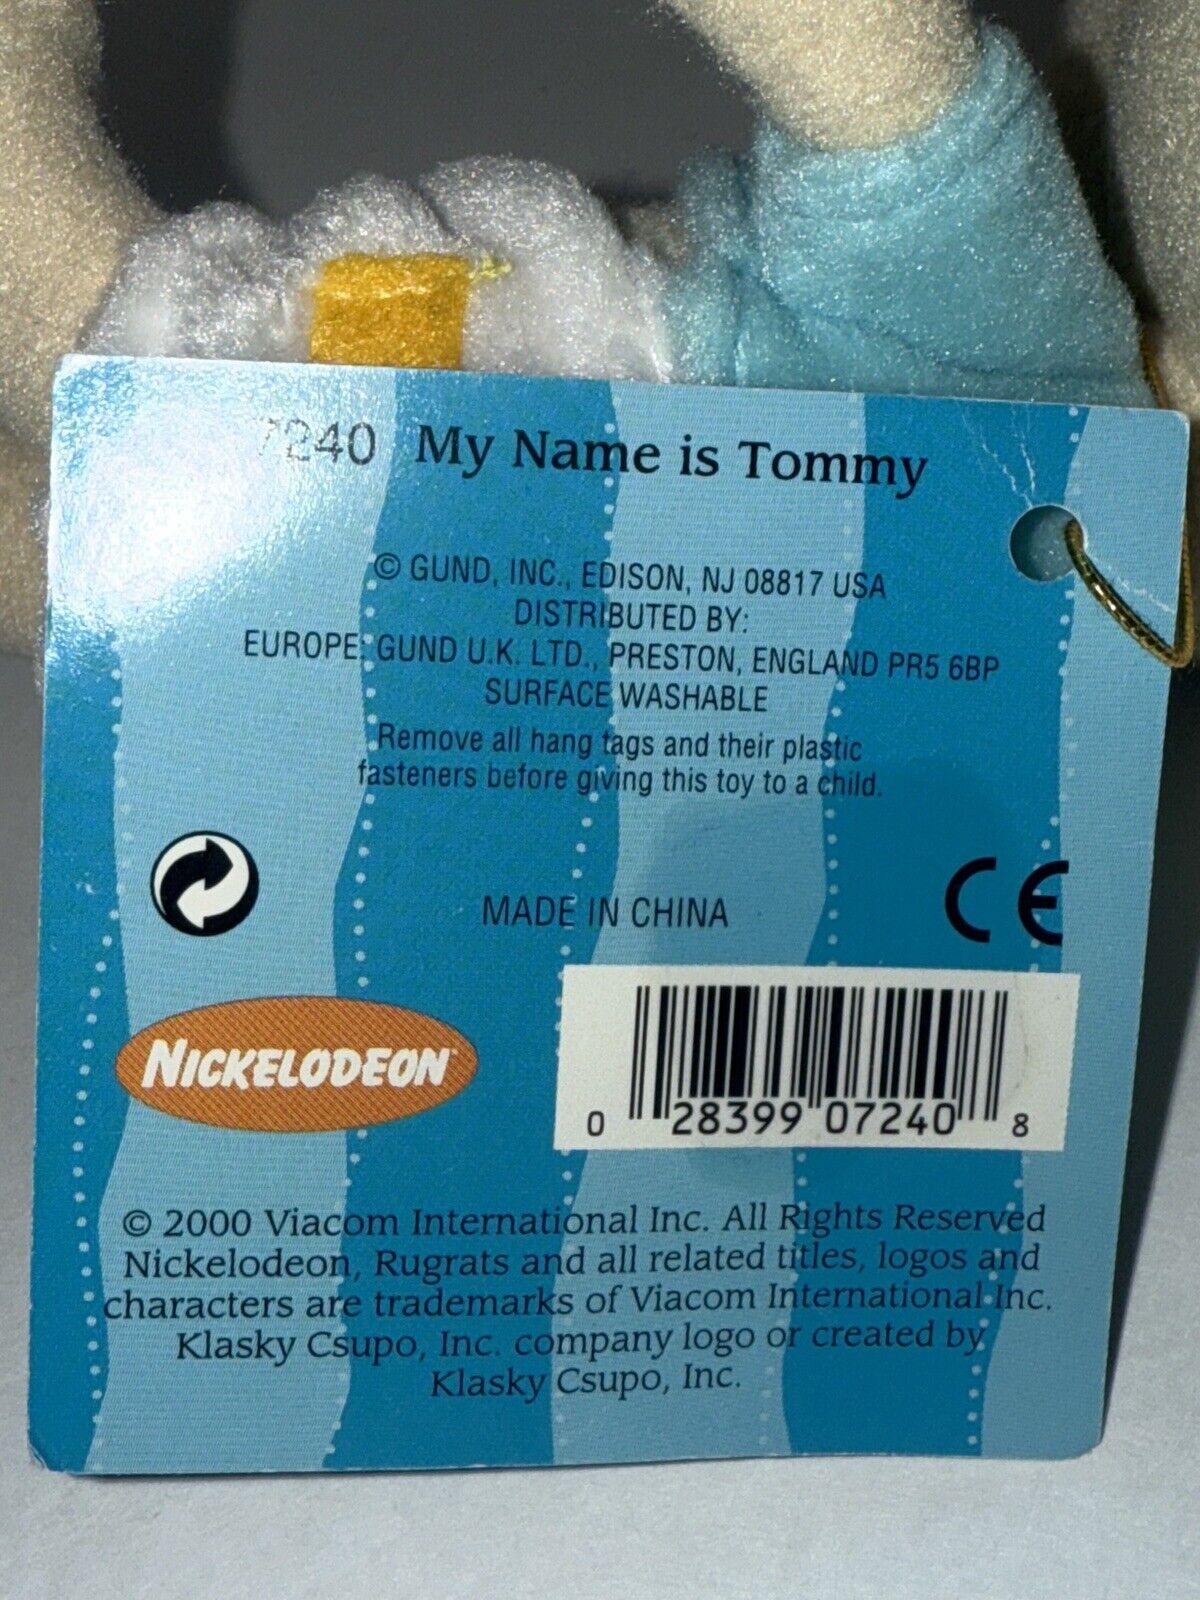 7240 My Name is Tommy
© GUND, INC., EDISON, NJ 08817 USA
DISTRIBUTED BY:
EUROPE: GUND U.K. LTD., PRESTON, ENGLAND PR5 6BP
SURFACE WASHABLE
Remove all hang tags and their plastic
fasteners before giving this toy to a child.
MADE IN CHINA
CE
NICKELODEON
0 28399 07240 8
© 2000 Viacom International Inc. All Rights Reserved
Nickelodeon, Rugrats and all related titles, logos and
characters are trademarks of Viacom International Inc.
Klasky Csupo, Inc. company logo or created by
Klasky Csupo, Inc.